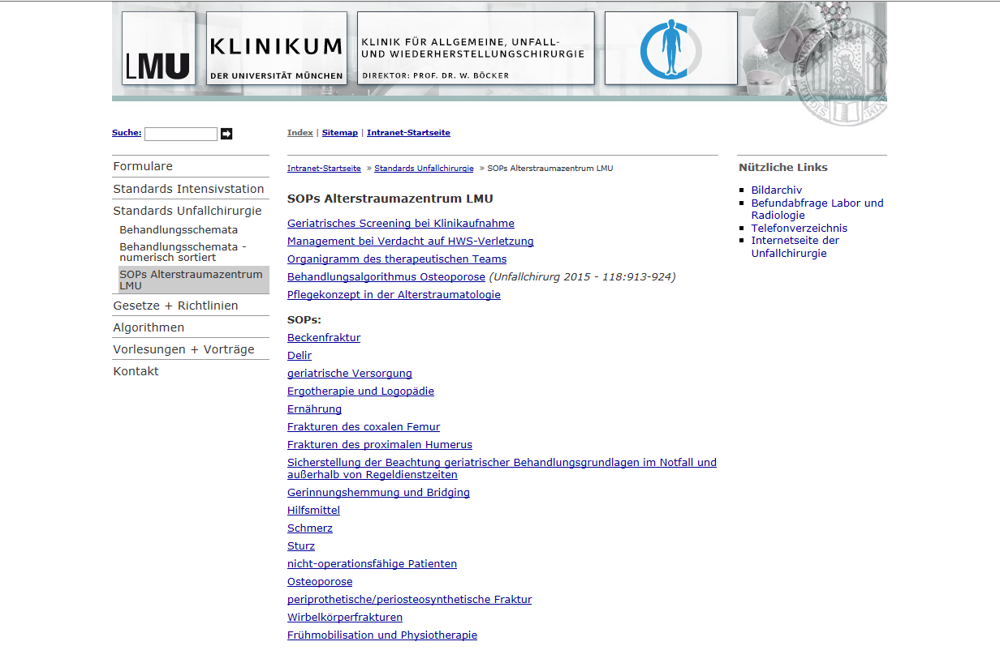 LMU
KLINIKUM
DER UNIVERSITÄT MÜNCHEN
KLINIK FÜR ALLGEMEINE, UNFALL-
UND WIEDERHERSTELLUNGSCHIRURGIE
DIREKTOR: PROF. DR. W. BÖCKER
Suche:
Index | Sitemap | Intranet-Startseite
Formulare
Standards Intensivstation
Standards Unfallchirurgie
Behandlungsschemata
Behandlungsschemata -
numerisch sortiert
SOPs Alterstraumazentrum
LMU
Gesetze + Richtlinien
Algorithmen
Vorlesungen + Vorträge
Kontakt
Intranet-Startseite » Standards Unfallchirurgie » SOPs Alterstraumazentrum LMU
SOPs Alterstraumazentrum LMU
Geriatrisches Screening bei Klinikaufnahme
Management bei Verdacht auf HWS-Verletzung
Organigramm des therapeutischen Teams
Behandlungsalgorithmus Osteoporose (Unfallchirurg 2015 - 118:913-924)
Pflegekonzept in der Alterstraumatologie
SOPs:
Beckenfraktur
Delir
geriatrische Versorgung
Ergotherapie und Logopädie
Ernährung
Frakturen des coxalen Femur
Frakturen des proximalen Humerus
Sicherstellung der Beachtung geriatrischer Behandlungsgrundlagen im Notfall und
außerhalb von Regeldienstzeiten
Gerinnungshemmung und Bridging
Hilfsmittel
Schmerz
Sturz
nicht-operationsfähige Patienten
Osteoporose
periprothetische/periosteosynthetische Fraktur
Wirbelkörperfrakturen
Frühmobilisation und Physiotherapie
Nützliche Links
Bildarchiv
Befundabfrage Labor und
Radiologie
Telefonverzeichnis
Internetseite der
Unfallchirurgie